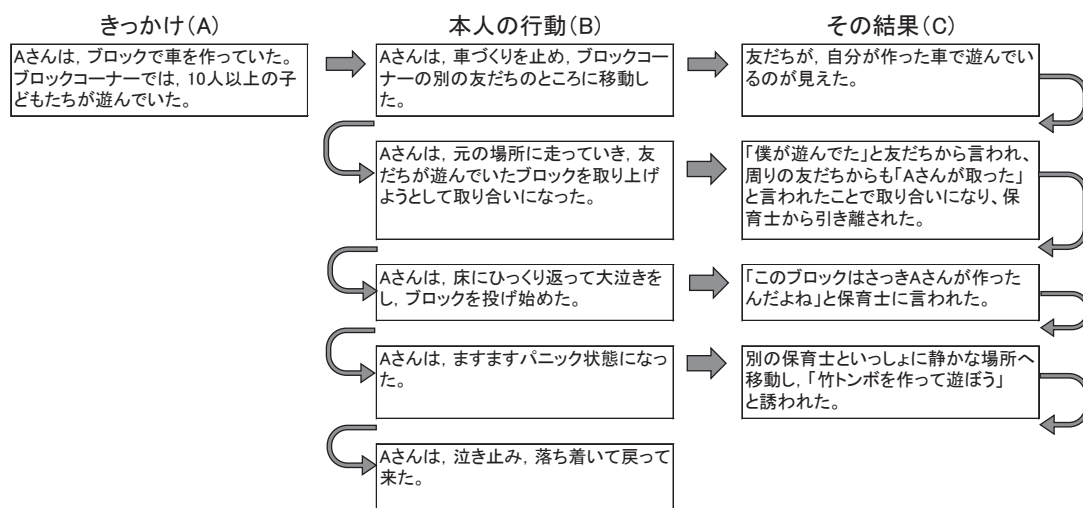 きっかけ(A)
本人の行動(B)
その結果(C)
Aさんは, ブロックで車を作っていた。
ブロックコーナーでは, 10人以上の子
どもたちが遊んでいた。
Aさんは, 車づくりを止め, ブロックコー
ナーの別の友だちのところに移動し
た。
友だちが, 自分が作った車で遊んでい
るのが見えた。
Aさんは, 元の場所に走っていき, 友
だちが遊んでいたブロックを取り上げ
ようとして取り合いになった。
「僕が遊んでた」と友だちから言われ、
周りの友だちからも「Aさんが取った」
と言われたことで取り合いになり、保
育士から引き離された。
Aさんは, 床にひっくり返って大泣きを
し, ブロックを投げ始めた。
「このブロックはさっきAさんが作った
んだよね」と保育士に言われた。
Aさんは, ますますパニック状態になっ
た。
別の保育士といっしょに静かな場所へ
移動し, 「竹トンボを作って遊ぼう」
と誘われた。
Aさんは, 泣き止み, 落ち着いて戻って
来た。